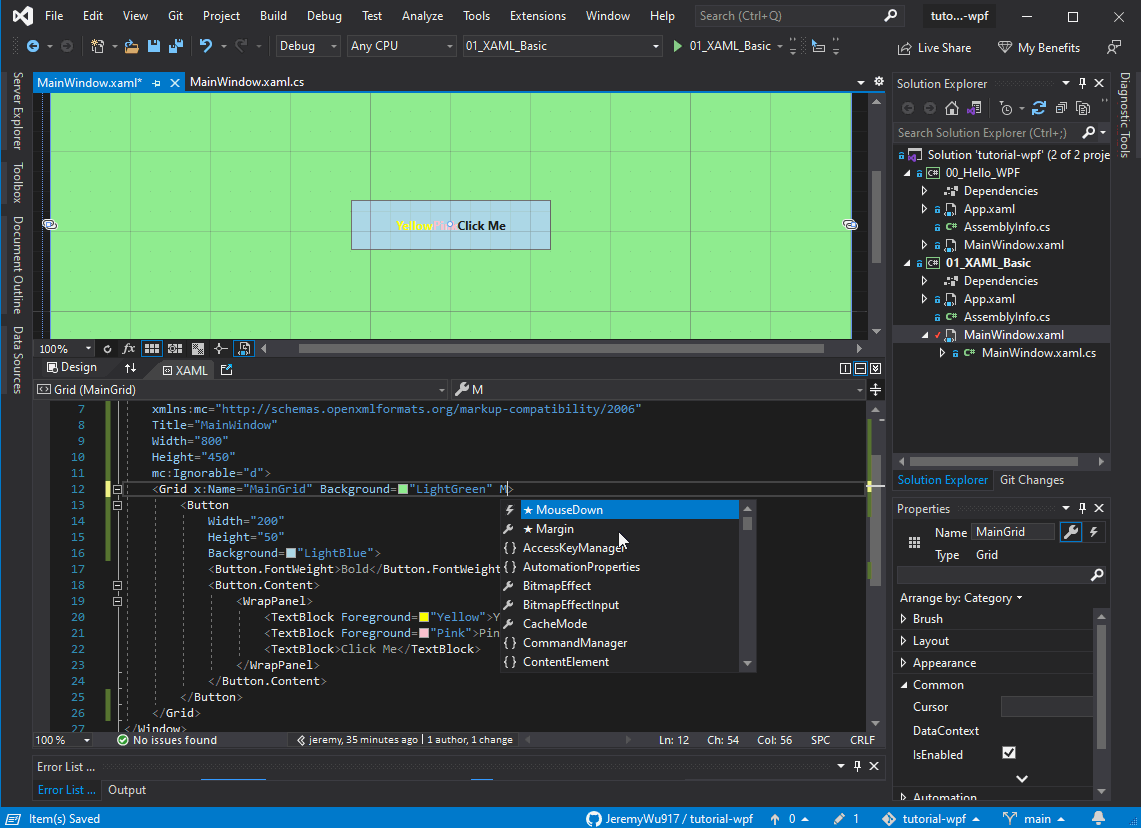 File Edit View Git Project Build Debug Test Analyze Tools Extensions Window Help Search (Ctrl+Q) tuto...-wpf
Debug Any CPU 01_XAML_Basic 01_XAML_Basic Live Share My Benefits
Server Explorer
Toolbox
Document Outline
Data Sources
MainWindow.xaml* MainWindow.xaml.cs
Click Me
Yellow
100%
Design XAML
Grid (MainGrid) M
7 xmlns:mc="http://schemas.openxmlformats.org/markup-compatibility/2006"
8 Title="MainWindow"
9 Width="800"
10 Height="450"
11 mc:Ignorable="d">
12 <Grid x:Name="MainGrid" Background="LightGreen" M>
13 <Button
14 Width="200"
15 Height="50"
16 Background="LightBlue">
17 <Button.FontWeight>Bold</Button.FontWeight
18 <Button.Content>
19 <WrapPanel>
20 <TextBlock Foreground="Yellow">Y
21 <TextBlock Foreground="Pink">Pin
22 <TextBlock>Click Me</TextBlock>
23 </WrapPanel>
24 </Button.Content>
25 </Button>
26 </Grid>
27 </Window>
MouseDown
Margin
AccessKeyManager
AutomationProperties
BitmapEffect
BitmapEffectInput
CacheMode
CommandManager
ContentElement
100 % No issues found jeremy, 35 minutes ago | 1 author, 1 change Ln: 12 Ch: 54 Col: 56 SPC CRLF
Error List ...
Error List ... Output
Solution Explorer
Search Solution Explorer (Ctrl+;)
Solution 'tutorial-wpf' (2 of 2 proje
00_Hello_WPF
Dependencies
App.xaml
AssemblyInfo.cs
MainWindow.xaml
01_XAML_Basic
Dependencies
App.xaml
AssemblyInfo.cs
MainWindow.xaml
MainWindow.xaml.cs
Solution Explorer Git Changes
Properties
Name MainGrid
Type Grid
Arrange by: Category
Brush
Layout
Appearance
Common
Cursor
DataContext
IsEnabled
Automation
Diagnostic Tools
Item(s) Saved JeremyWu917 / tutorial-wpf 0 1 tutorial-wpf main